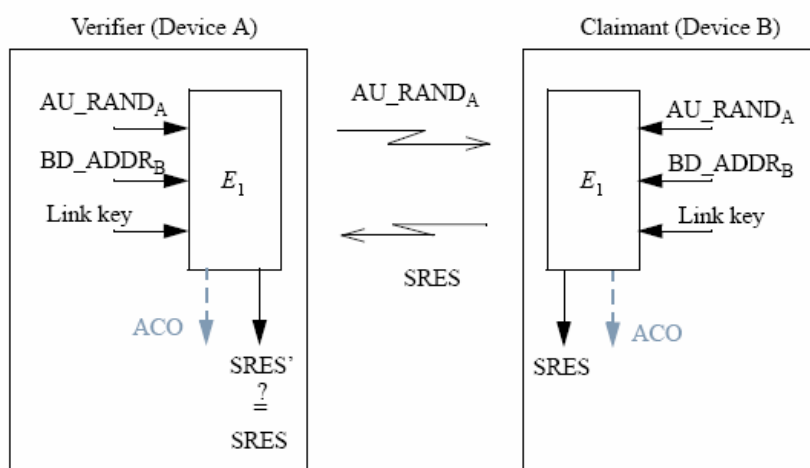 Verifier (Device A)
Claimant (Device B)
AU_RANDA
BD_ADDRB
Link key
E1
ACO
SRES’
?
=
SRES
AU_RANDA
SRES
E1
AU_RANDA
BD_ADDRB
Link key
SRES
ACO